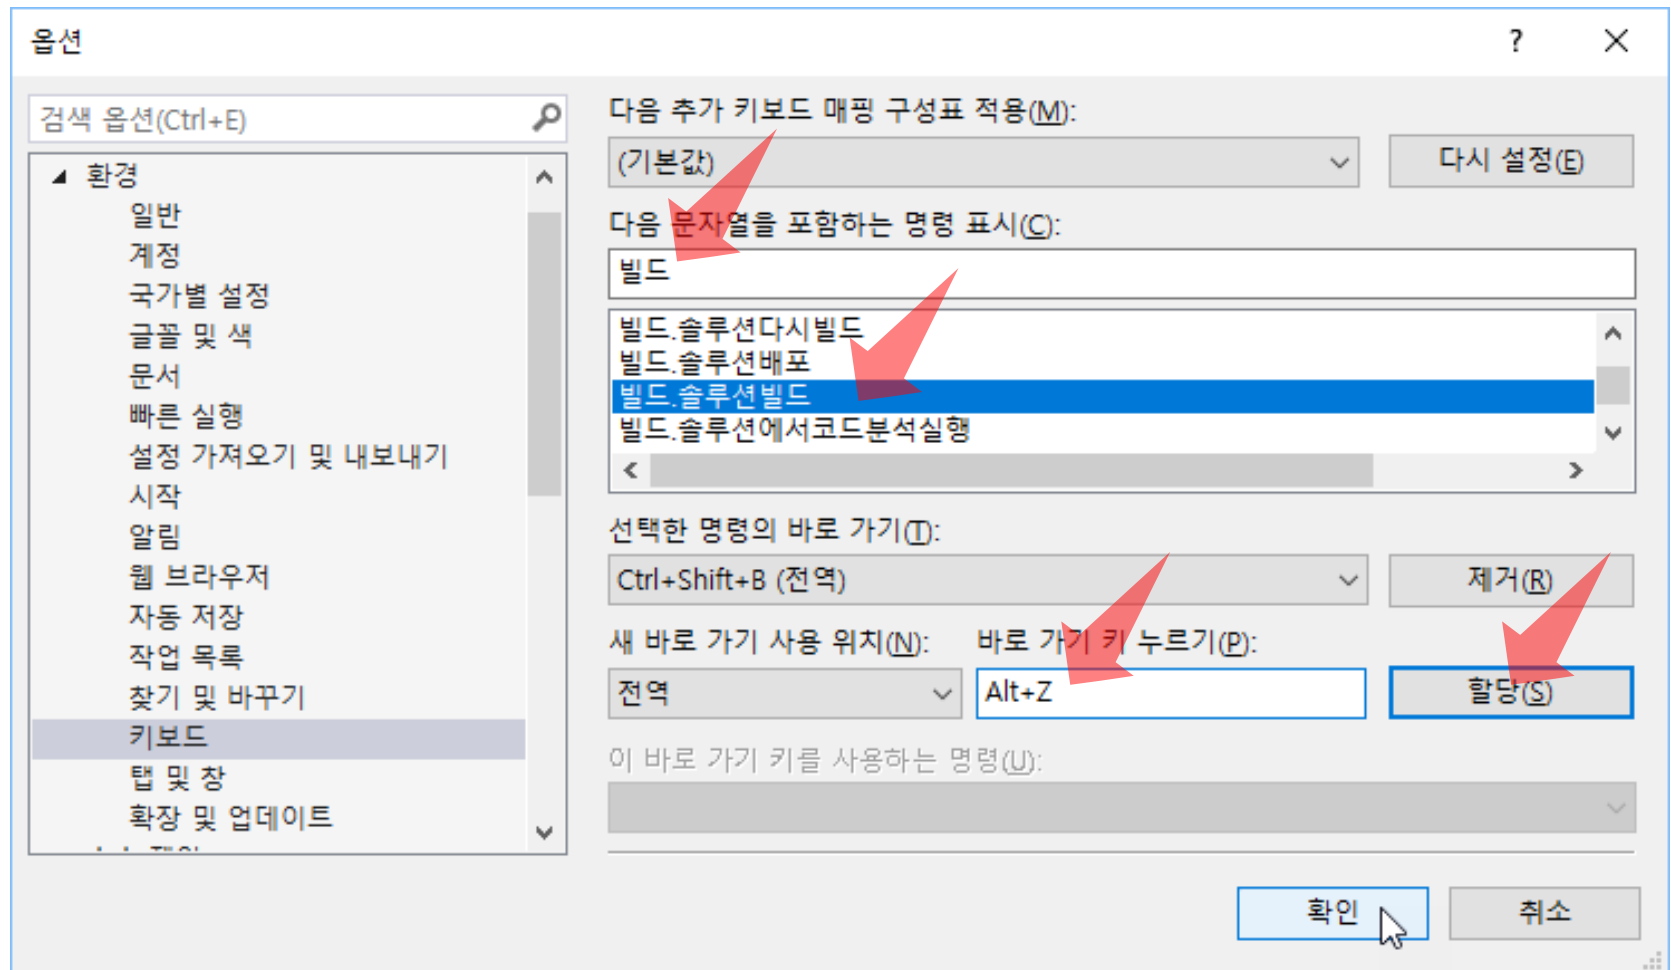 옵션
?
검색 옵션(Ctrl+E)
환경
일반
계정
국가별 설정
글꼴 및 색
문서
빠른 실행
설정 가져오기 및 내보내기
시작
알림
웹 브라우저
자동 저장
작업 목록
찾기 및 바꾸기
키보드
탭 및 창
확장 및 업데이트
다음 추가 키보드 매핑 구성표 적용(M):
(기본값)
다시 설정(E)
다음 문자열을 포함하는 명령 표시(C):
빌드
빌드.솔루션다시빌드
빌드.솔루션배포
빌드.솔루션빌드
빌드.솔루션에서코드분석실행
선택한 명령의 바로 가기(T):
Ctrl+Shift+B (전역)
제거(R)
새 바로 가기 사용 위치(N):
바로 가기 키 누르기(P):
전역
Alt+Z
할당(S)
이 바로 가기 키를 사용하는 명령(U):
확인
취소